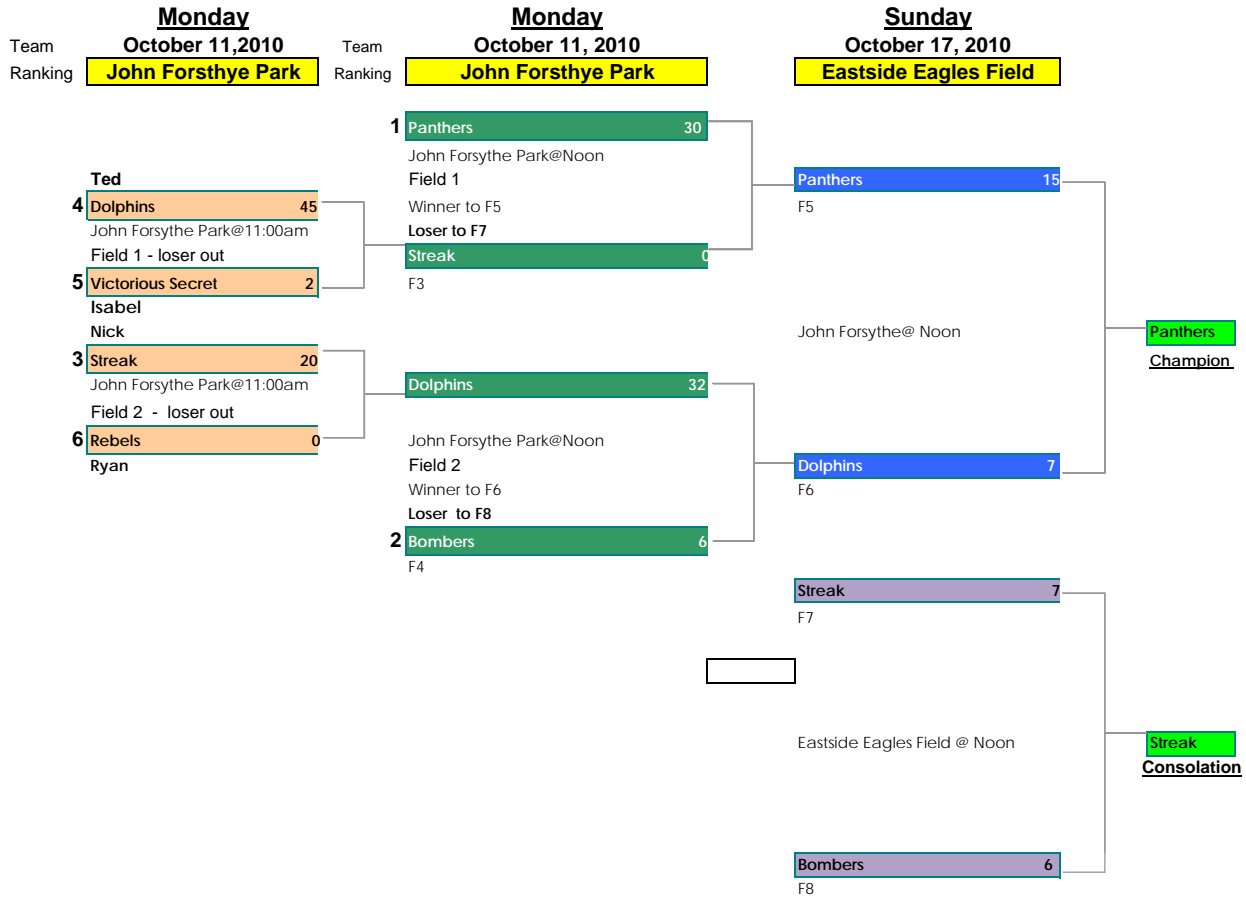 Monday
October 11,2010
Team
Ranking
John Forsthye Park
Ted
4 Dolphins 45
John Forsythe Park@11:00am
Field 1 - loser out
5 Victorious Secret 2
Isabel
Nick
3 Streak 20
John Forsythe Park@11:00am
Field 2 - loser out
6 Rebels 0
Ryan
Monday
October 11, 2010
Team
Ranking
John Forsthye Park
1 Panthers 30
John Forsythe Park@Noon
Field 1
Winner to F5
Loser to F7
Streak 0
F3
Dolphins 32
John Forsythe Park@Noon
Field 2
Winner to F6
Loser to F8
2 Bombers 6
F4
Sunday
October 17, 2010
Eastside Eagles Field
Panthers 15
F5
John Forsythe@ Noon
Dolphins 7
F6
Streak 7
F7
Eastside Eagles Field @ Noon
Bombers 6
F8
Panthers
Champion
Streak
Consolation